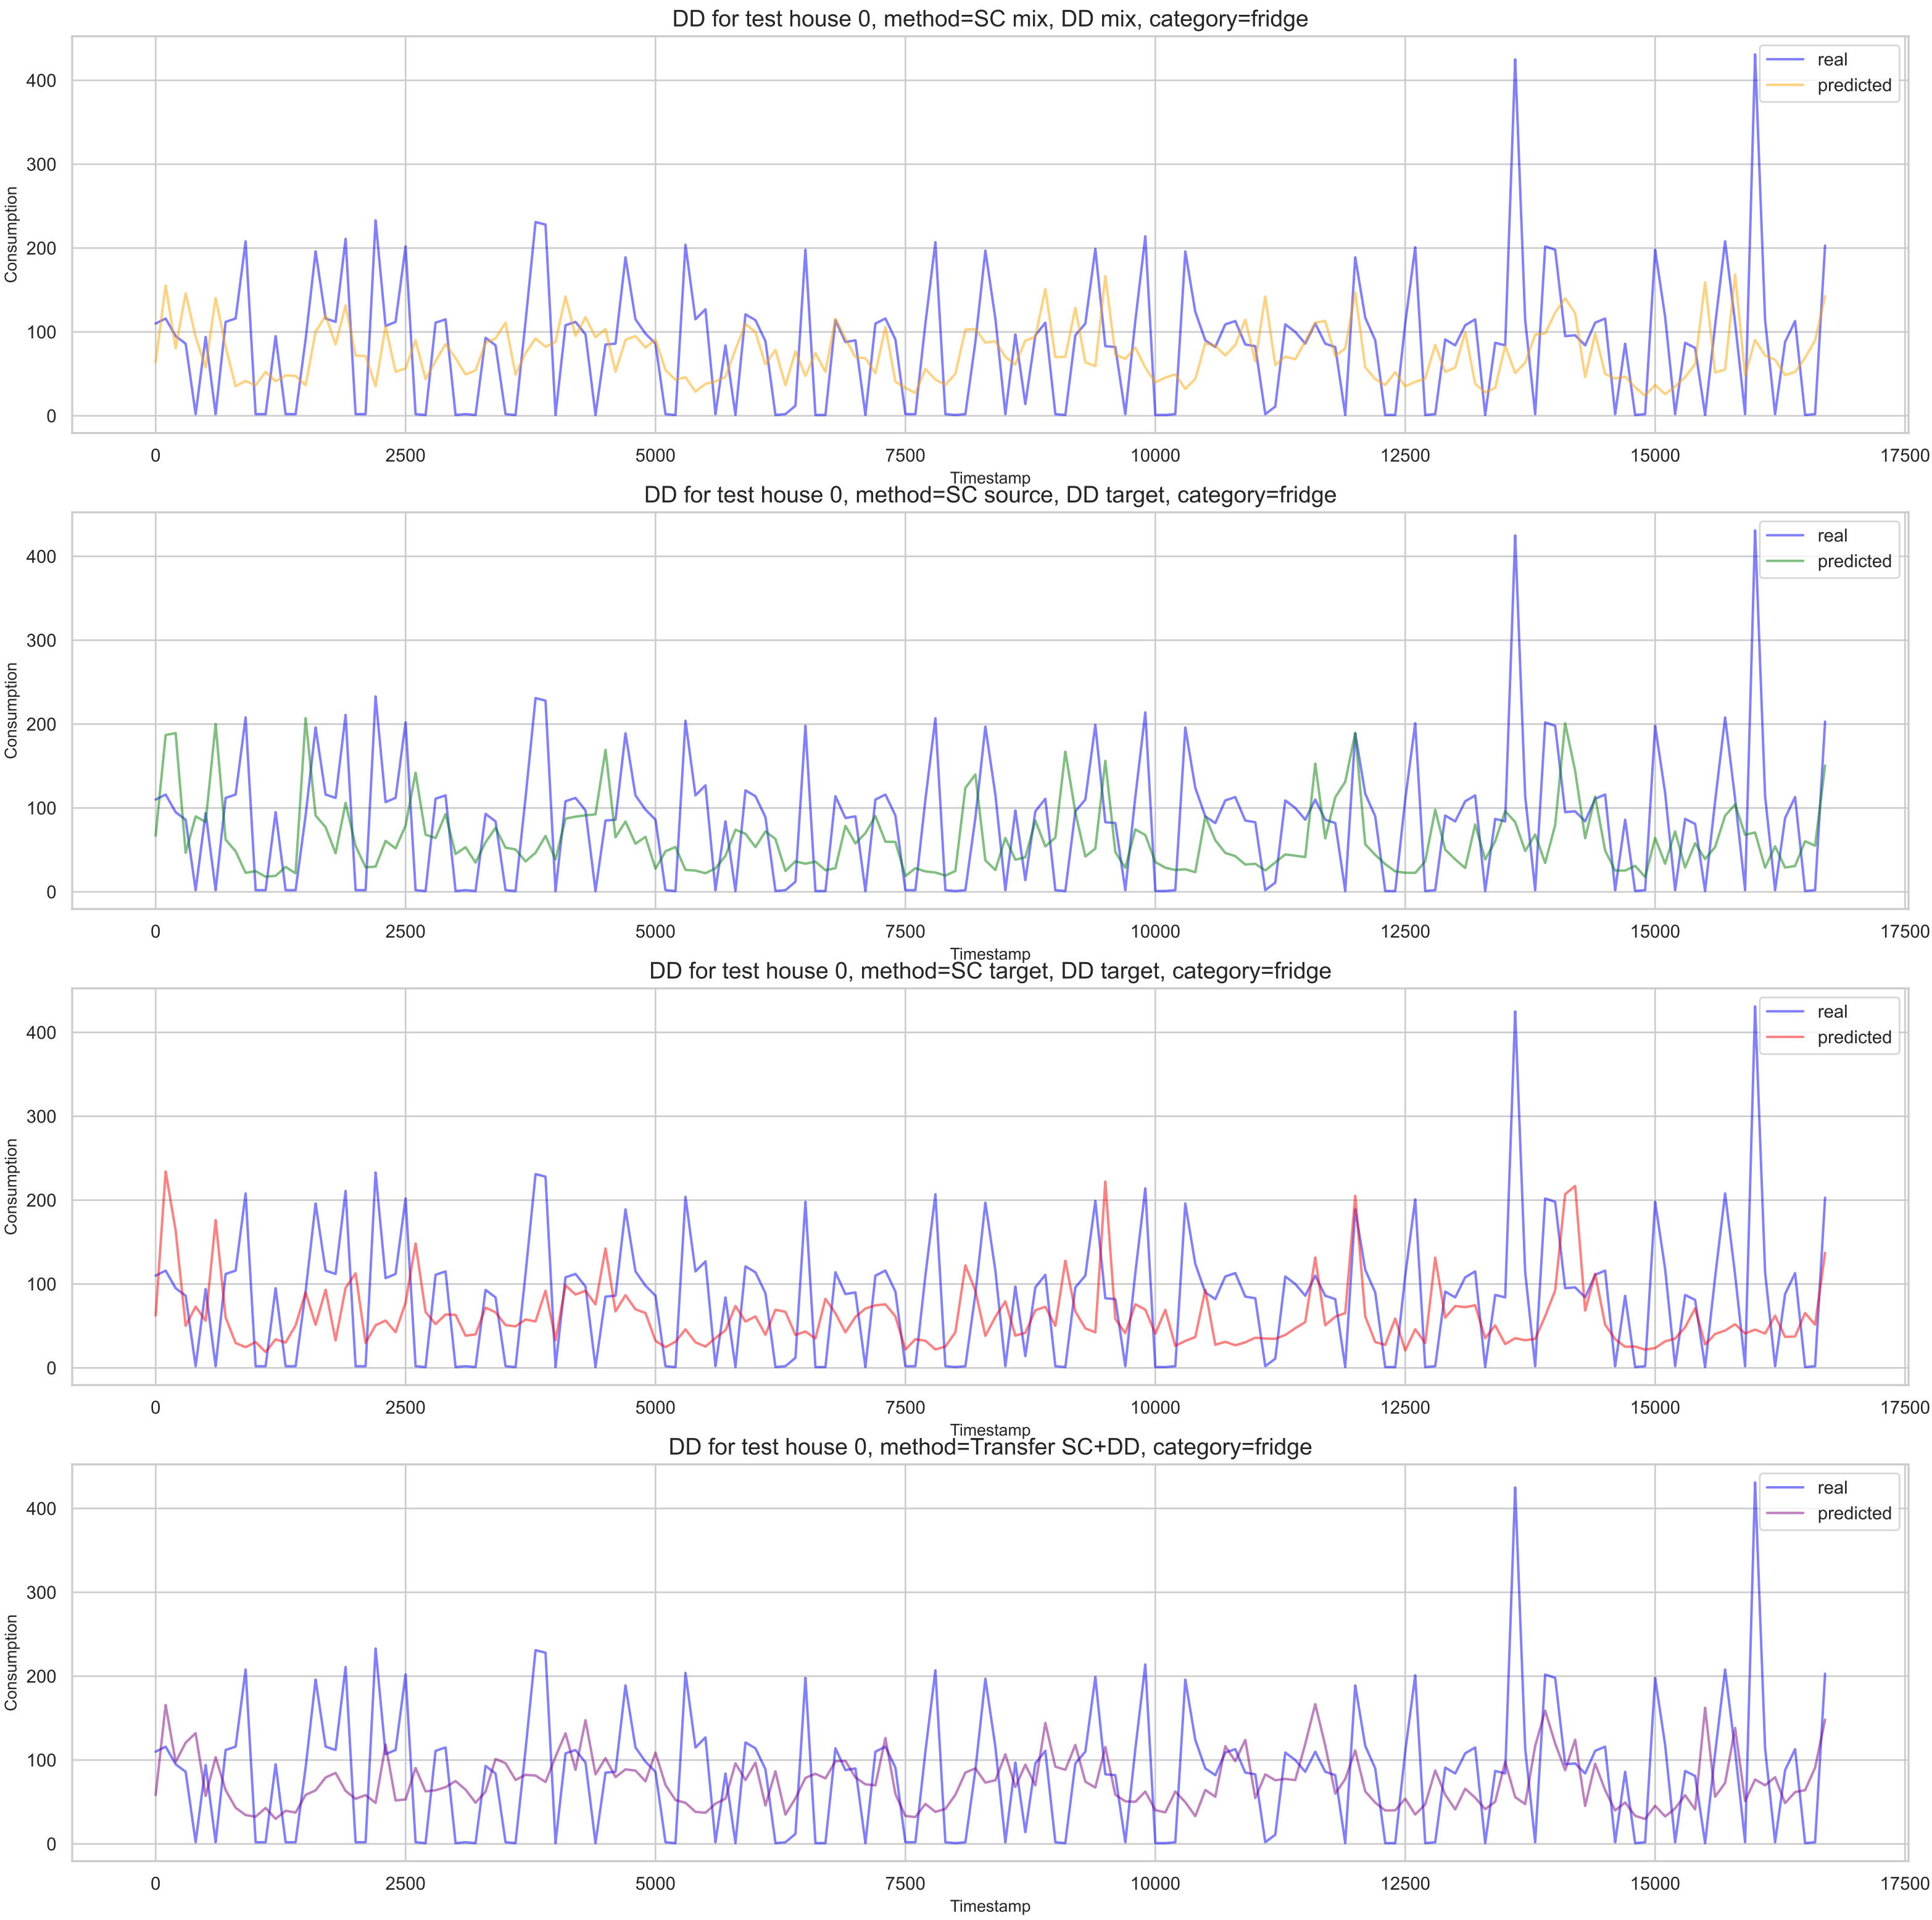 DD for test house 0, method=SC mix, DD mix, category=fridge
real
predicted
Consumption
400
300
200
100
0
0 2500 5000 7500 10000 12500 15000 17500
Timestamp
DD for test house 0, method=SC source, DD target, category=fridge
real
predicted
Consumption
400
300
200
100
0
0 2500 5000 7500 10000 12500 15000 17500
Timestamp
DD for test house 0, method=SC target, DD target, category=fridge
real
predicted
Consumption
400
300
200
100
0
0 2500 5000 7500 10000 12500 15000 17500
Timestamp
DD for test house 0, method=Transfer SC+DD, category=fridge
real
predicted
Consumption
400
300
200
100
0
0 2500 5000 7500 10000 12500 15000 17500
Timestamp